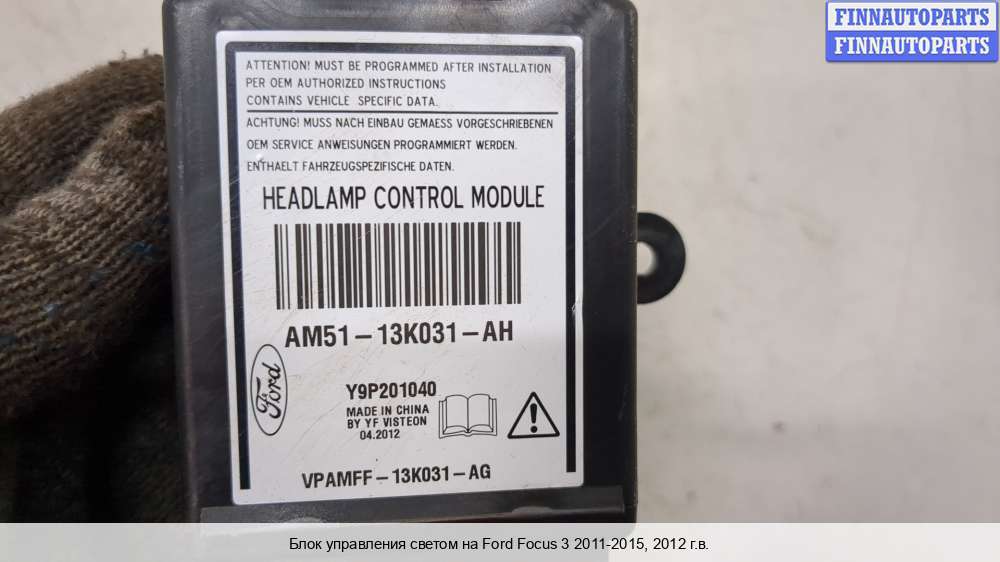 FINNAUTOPARTS
FINNAUTOPARTS
ATTENTION! MUST BE PROGRAMMED AFTER INSTALLATION
PER OEM AUTHORIZED INSTRUCTIONS
CONTAINS VEHICLE SPECIFIC DATA.
ACHTUNG! MUSS NACH EINBAU GEMAESS VORGESCHRIEBENEN
OEM SERVICE ANWEISUNGEN PROGRAMMIERT WERDEN.
ENTHAELT FAHRZEUGSPEZIFISCHE DATEN.
HEADLAMP CONTROL MODULE
AM51-13K031-AH
Ford
Y9P201040
MADE IN CHINA
BY YF VISTEON
04.2012
VPAMFF-13K031-AG
Блок управления светом на Ford Focus 3 2011-2015, 2012 г.в.